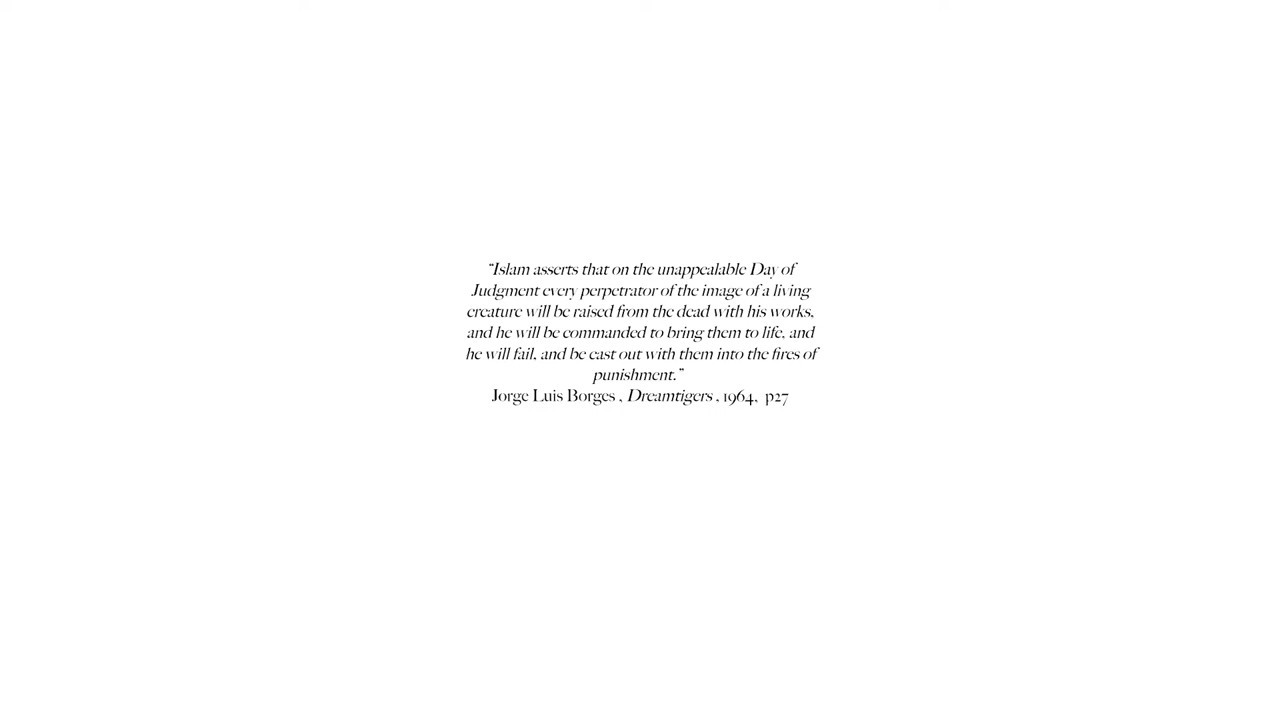 “Islam asserts that on the unappealable Day of
Judgment every perpetrator of the image of a living
creature will be raised from the dead with his works,
and he will be commanded to bring them to life, and
he will fail, and be cast out with them into the fires of
punishment.”
Jorge Luis Borges , Dreamtigers , 1964, p27